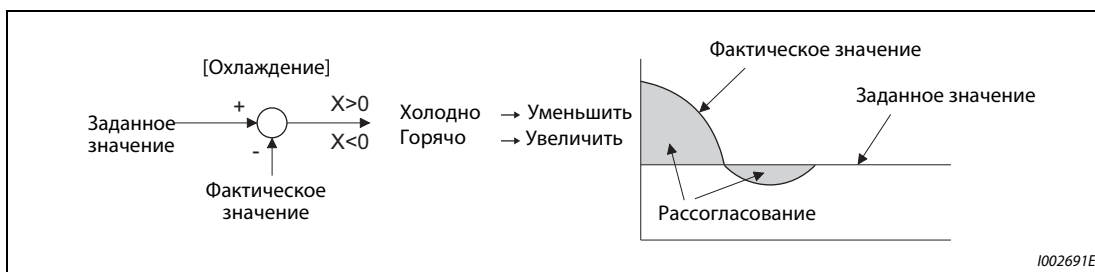 [Охлаждение]
+
X>0
X<0
-
Заданное
значение
Фактическое
значение
Холодно → Уменьшить
Горячо → Увеличить
Фактическое значение
Заданное значение
Рассогласование
I002691E